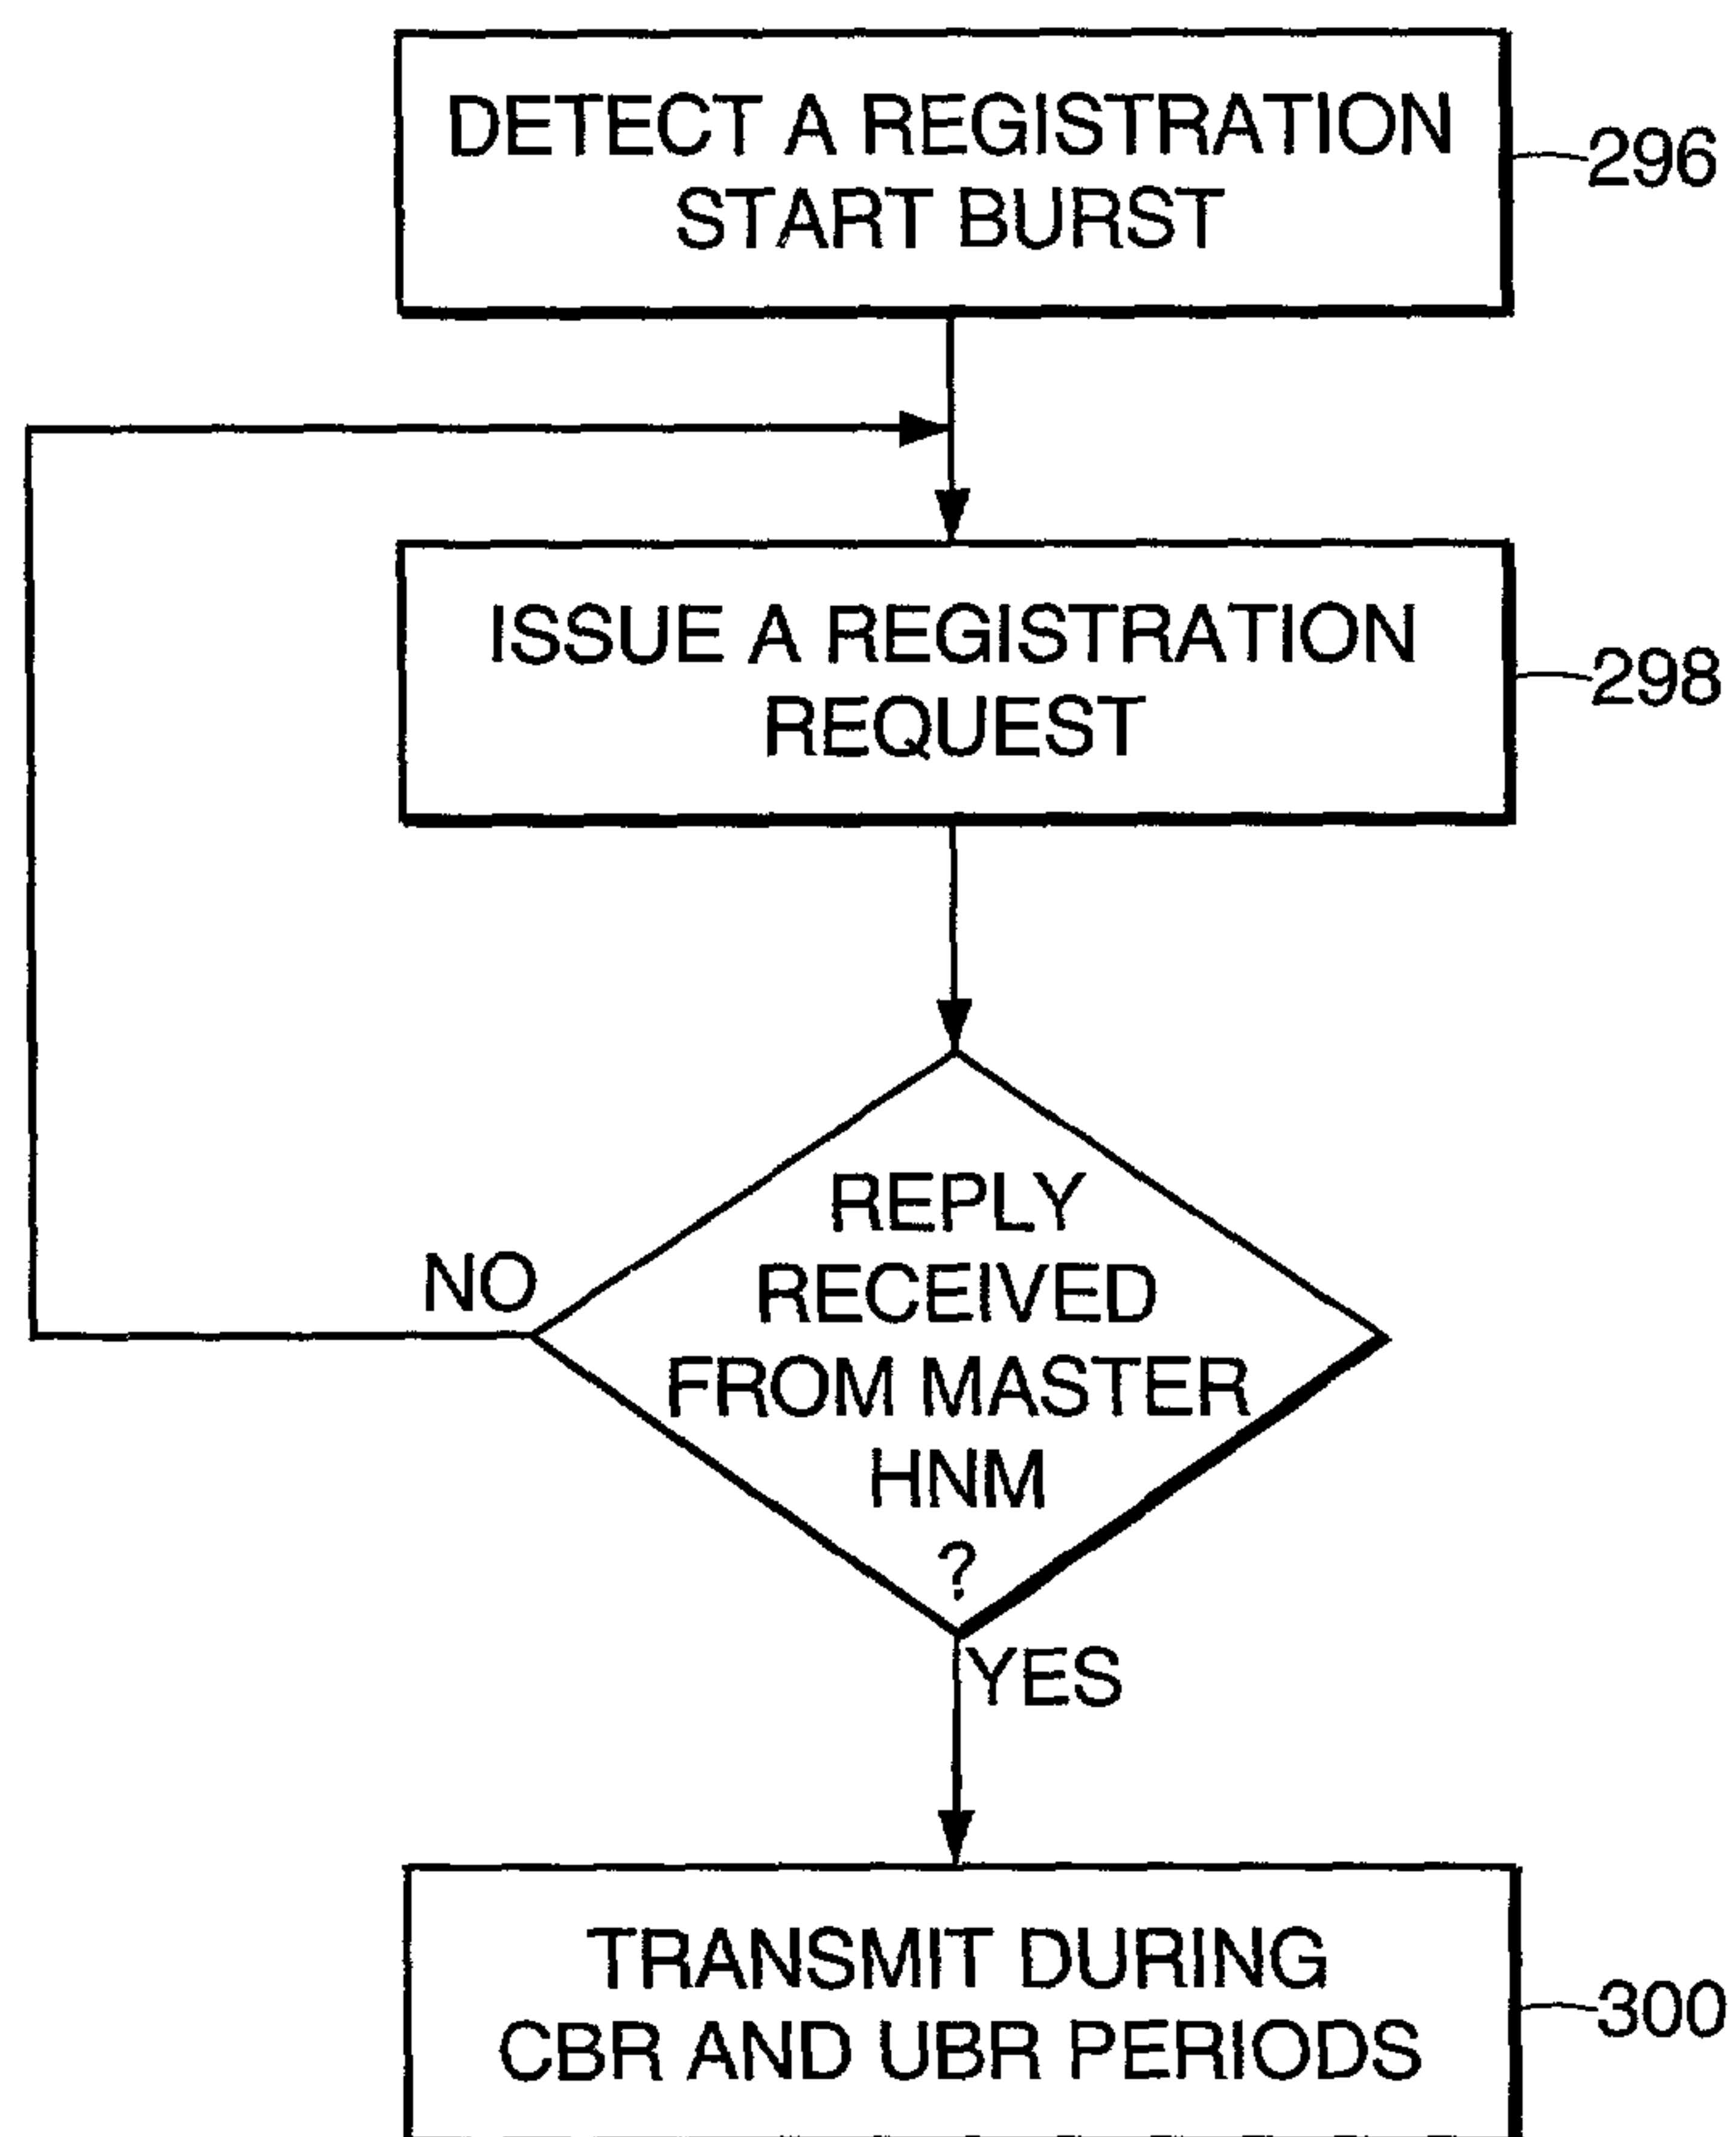 DETECT A REGISTRATION
START BURST
296
ISSUE A REGISTRATION
REQUEST
298
REPLY
RECEIVED
FROM MASTER
HNM
?
NO
YES
TRANSMIT DURING
CBR AND UBR PERIODS
300